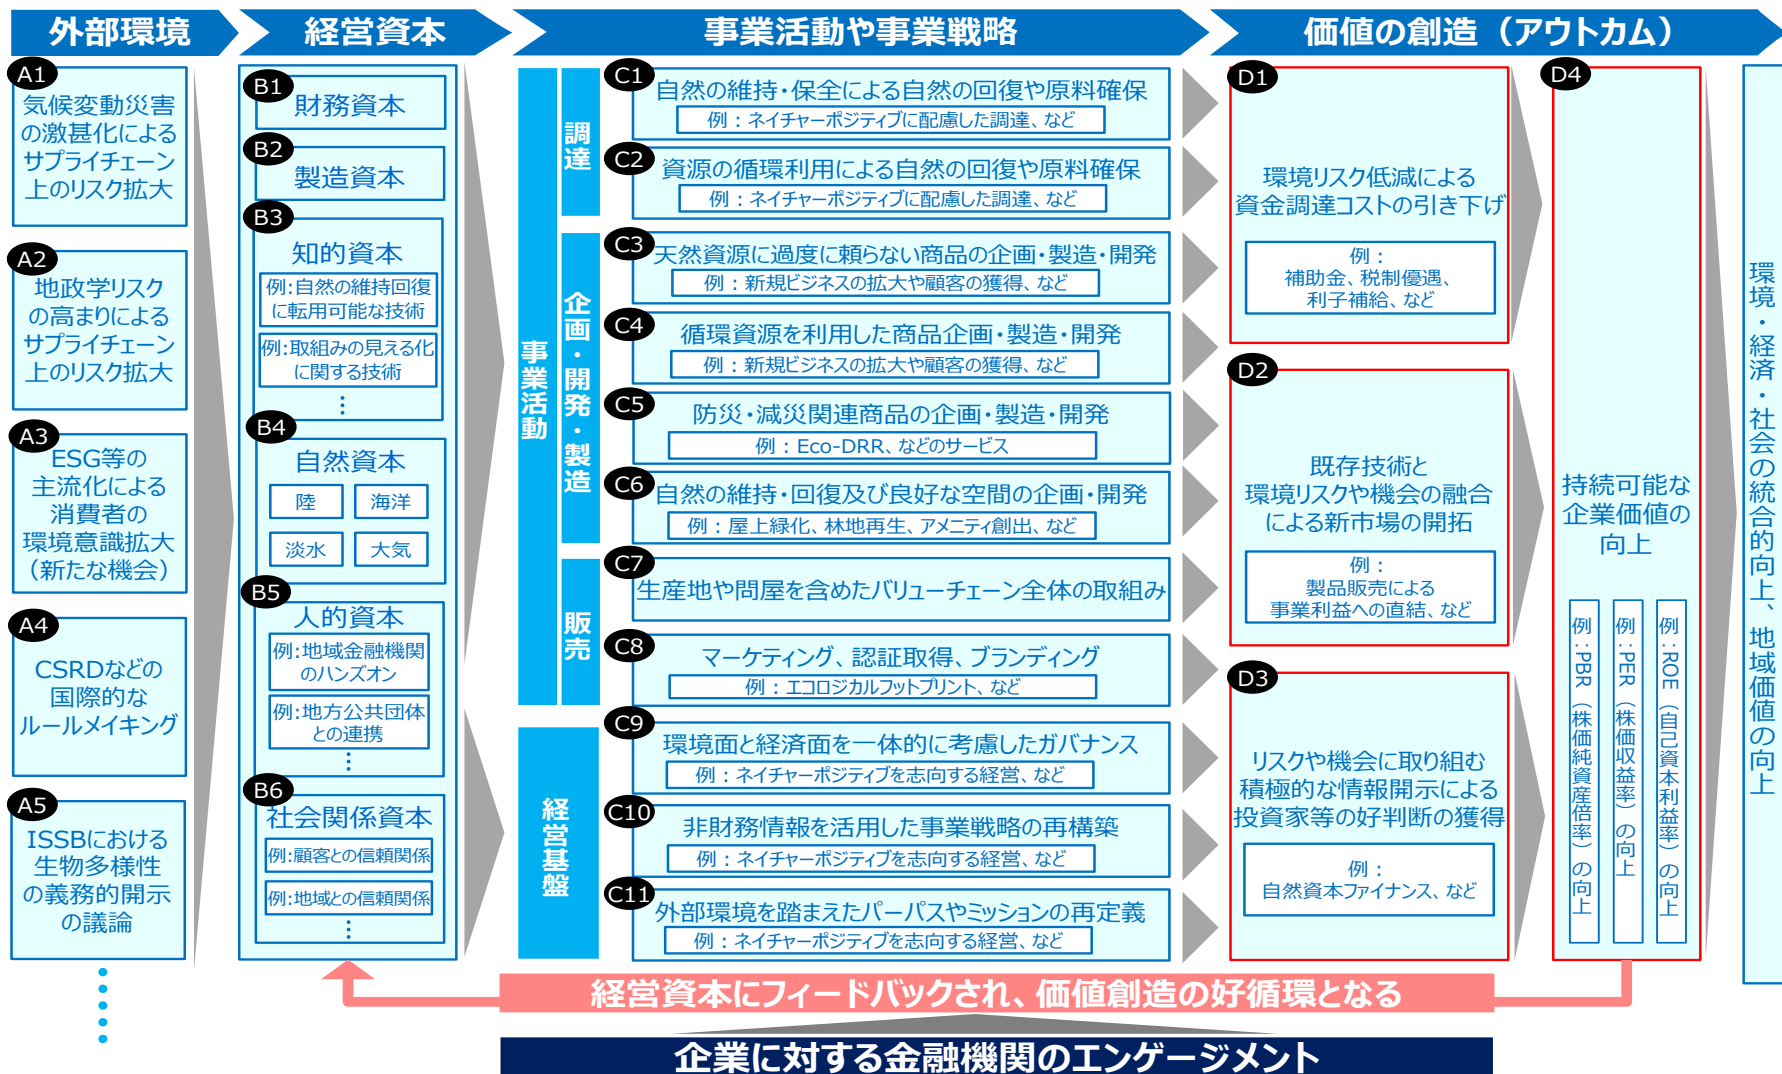 外部環境
経営資本
事業活動や事業戦略
価値の創造（アウトカム）
A1
気候変動災害
の激甚化による
サプライチェーン
上のリスク拡大
A2
地政学リスク
の高まりによる
サプライチェーン
上のリスク拡大
A3
ESG等の
主流化による
消費者の
環境意識拡大
（新たな機会）
A4
CSRDなどの
国際的な
ルールメイキング
A5
ISSBにおける
生物多様性
の義務的開示
の議論
B1
財務資本
B2
製造資本
B3
知的資本
例:自然の維持回復
に転用可能な技術
例:取組みの見える化
に関する技術
⋮
B4
自然資本
陸
海洋
淡水
大気
B5
人的資本
例:地域金融機関
のハンズオン
例:地方公共団体
との連携
⋮
B6
社会関係資本
例:顧客との信頼関係
例:地域との信頼関係
⋮
事業活動
調達
C1
自然の維持・保全による自然の回復や原料確保
例：ネイチャーポジティブに配慮した調達、など
C2
資源の循環利用による自然の回復や原料確保
例：ネイチャーポジティブに配慮した調達、など
企画・開発・製造
C3
天然資源に過度に頼らない商品の企画・製造・開発
例：新規ビジネスの拡大や顧客の獲得、など
C4
循環資源を利用した商品企画・製造・開発
例：新規ビジネスの拡大や顧客の獲得、など
C5
防災・減災関連商品の企画・製造・開発
例：Eco-DRR、などのサービス
C6
自然の維持・回復及び良好な空間の企画・開発
例：屋上緑化、林地再生、アメニティ創出、など
販売
C7
生産地や問屋を含めたバリューチェーン全体の取組み
C8
マーケティング、認証取得、ブランディング
例：エコロジカルフットプリント、など
経営基盤
C9
環境面と経済面を一体的に考慮したガバナンス
例：ネイチャーポジティブを志向する経営、など
C10
非財務情報を活用した事業戦略の再構築
例：ネイチャーポジティブを志向する経営、など
C11
外部環境を踏まえたパーパスやミッションの再定義
例：ネイチャーポジティブを志向する経営、など
D1
環境リスク低減による
資金調達コストの引き下げ
例：
補助金、税制優遇、
利子補給、など
D2
既存技術と
環境リスクや機会の融合
による新市場の開拓
例：
製品販売による
事業利益への直結、など
D3
リスクや機会に取り組む
積極的な情報開示による
投資家等の好判断の獲得
例：
自然資本ファイナンス、など
D4
持続可能な
企業価値の
向上
例：PBR（株価純資産倍率）の向上
例：PER（株価収益率）の向上
例：ROE（自己資本利益率）の向上
環境・経済・社会の統合的向上、地域価値の向上
経営資本にフィードバックされ、価値創造の好循環となる
企業に対する金融機関のエンゲージメント